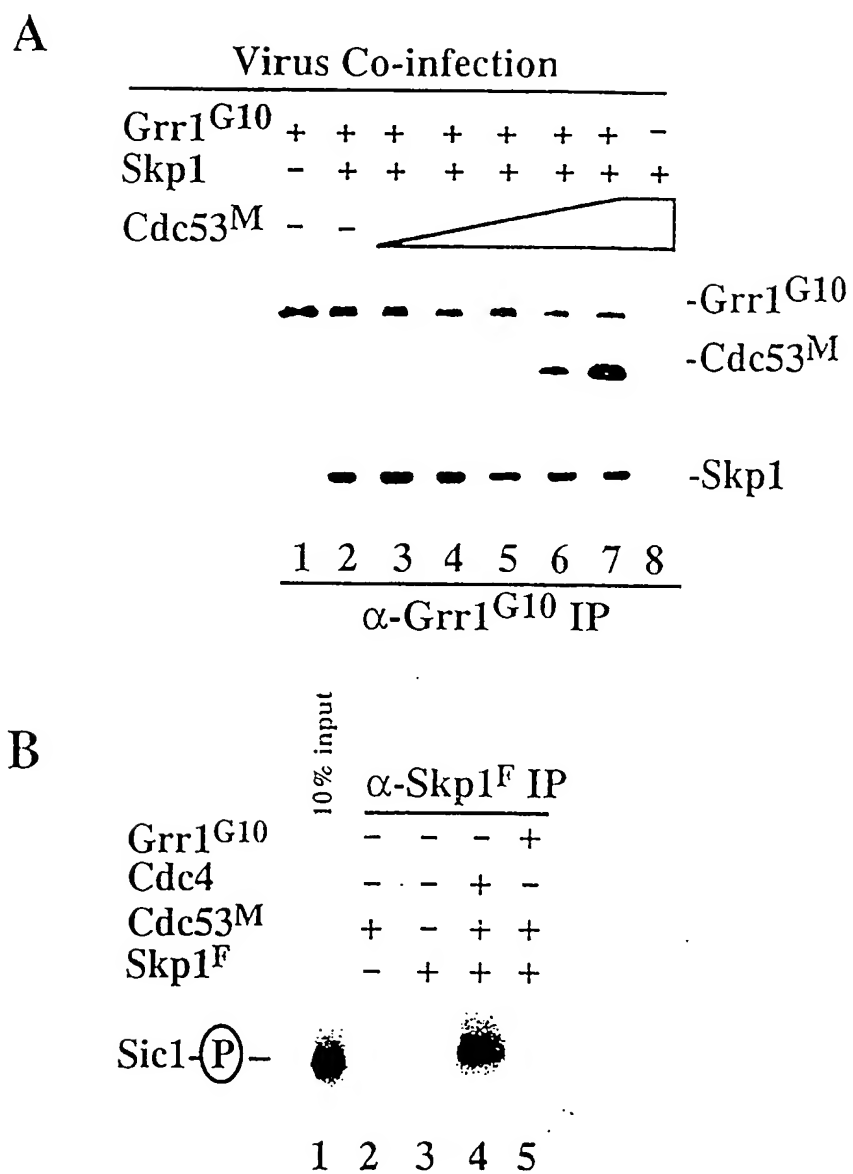 A
Virus Co-infection
Grr1G10 + + + + + + + –
Skp1 – + + + + + + +
Cdc53M – –
-Grr1G10
-Cdc53M
-Skp1
1 2 3 4 5 6 7 8
α-Grr1G10 IP
B
10% input
α-Skp1F IP
Grr1G10 – – – +
Cdc4 – – + –
Cdc53M + – + +
Skp1F – + + +
Sic1-P–
1 2 3 4 5